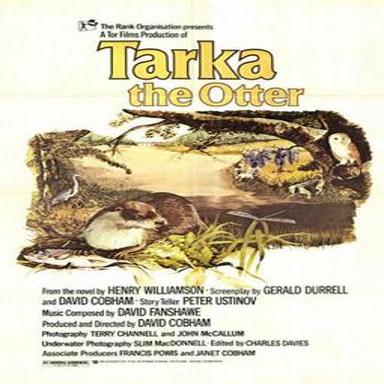 The Rank Organisation presents
A Tor Films Production of
Tarka
the Otter
From the novel by HENRY WILLIAMSON · Screenplay by GERALD DURRELL
and DAVID COBHAM · Story Teller PETER USTINOV
Music Composed by DAVID FANSHAWE
Produced and Directed by DAVID COBHAM
Photography TERRY CHANNELL and JOHN McCALLUM
Underwater Photography SLIM MacDONNELL · Edited by CHARLES DAVIES
Associate Producers FRANCIS POWIS and JANET COBHAM